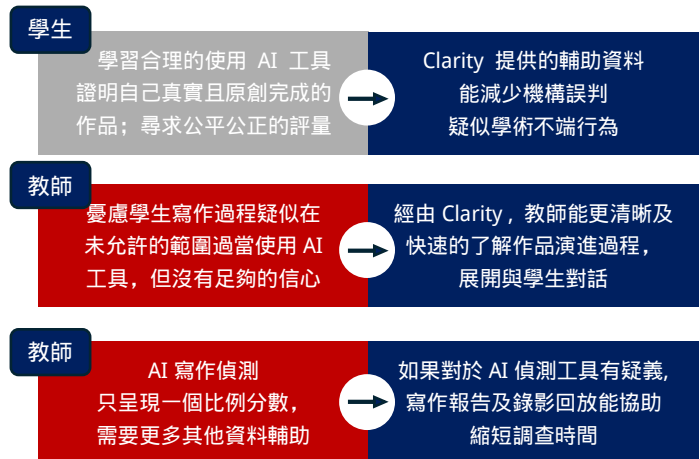 學生
學習合理的使用 AI 工具
證明自己真實且原創完成的
作品；尋求公平公正的評量
Clarity 提供的輔助資料
能減少機構誤判
疑似學術不端行為
教師
憂慮學生寫作過程疑似在
未允許的範圍過當使用 AI
工具，但沒有足夠的信心
經由 Clarity , 教師能更清晰及
快速的了解作品演進過程，
展開與學生對話
教師
AI 寫作偵測
只呈現一個比例分數，
需要更多其他資料輔助
如果對於 AI 偵測工具有疑義,
寫作報告及錄影回放能協助
縮短調查時間